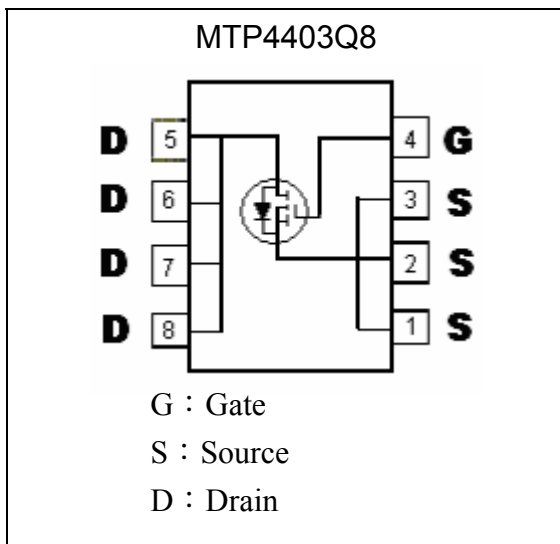 MTP4403Q8
D 5 4 G
D 6 3 S
D 7 2 S
D 8 1 S
G：Gate
S：Source
D：Drain